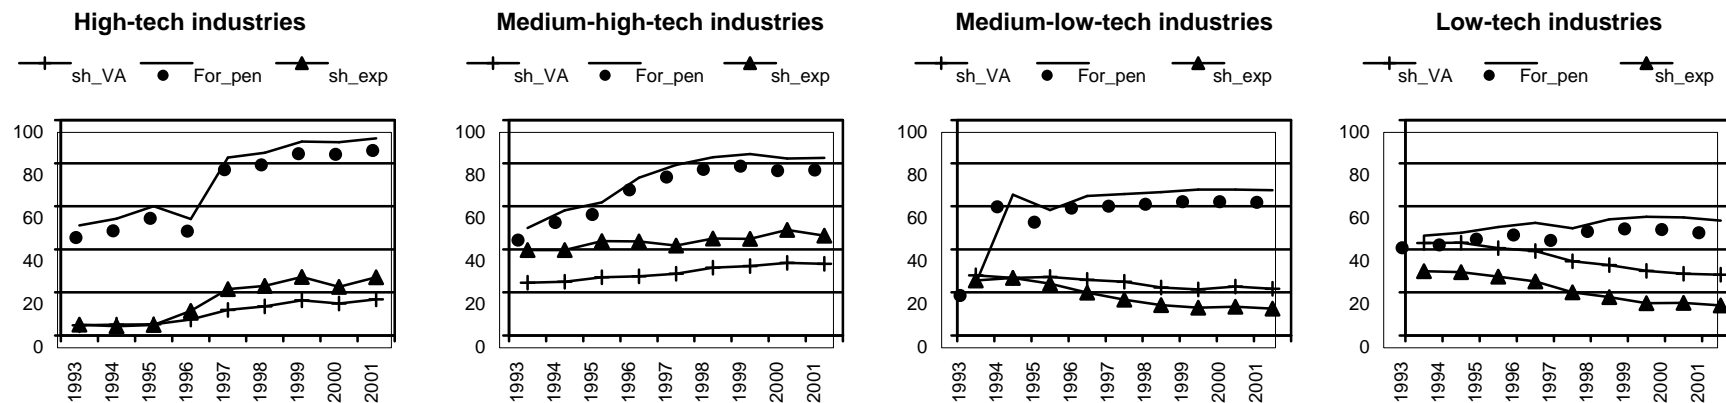 High-tech industries
sh_VA For_pen sh_exp
100
80
60
40
20
0
1993 1994 1995 1996 1997 1998 1999 2000 2001
Medium-high-tech industries
sh_VA For_pen sh_exp
100
80
60
40
20
0
1993 1994 1995 1996 1997 1998 1999 2000 2001
Medium-low-tech industries
sh_VA For_pen sh_exp
100
80
60
40
20
0
1993 1994 1995 1996 1997 1998 1999 2000 2001
Low-tech industries
sh_VA For_pen sh_exp
100
80
60
40
20
0
1993 1994 1995 1996 1997 1998 1999 2000 2001